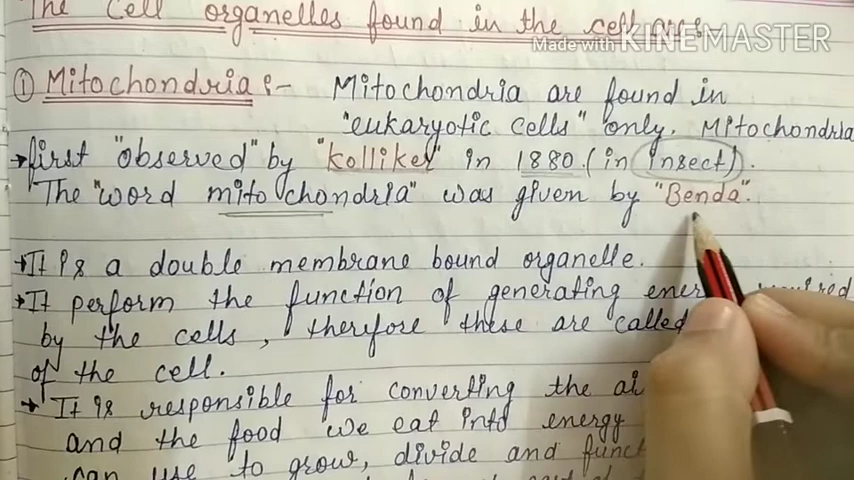 The Cell organelles found in the cell are:
Made with KINEMASTER
① Mitochondria :- Mitochondria are found in
"eukaryotic cells" only. Mitochondria
→ first "observed" by "kolliker" in 1880. (in insect).
The "word mitochondria" was given by "Benda".
→ It is a double membrane bound organelle.
→ It perform the function of generating
by the cells, therefore these are called
of the cell.
→ It is responsible for converting the
and the food we eat into energy
can use to grow, divide and